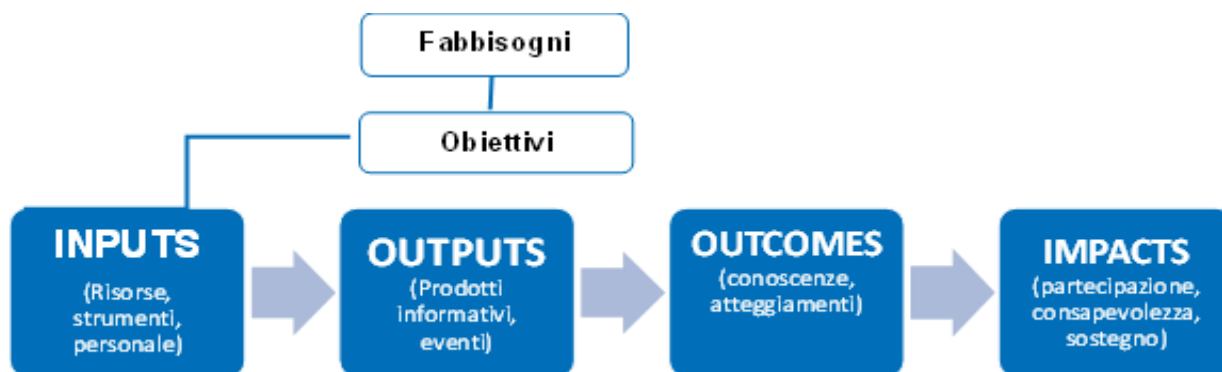 Fabbisogni
Obiettivi
INPUTS
(Risorse,
strumenti,
personale)
OUTPUTS
(Prodotti
informativi,
eventi)
OUTCOMES
(conoscenze,
atteggiamenti)
IMPACTS
(partecipazione,
consapevolezza,
sostegno)